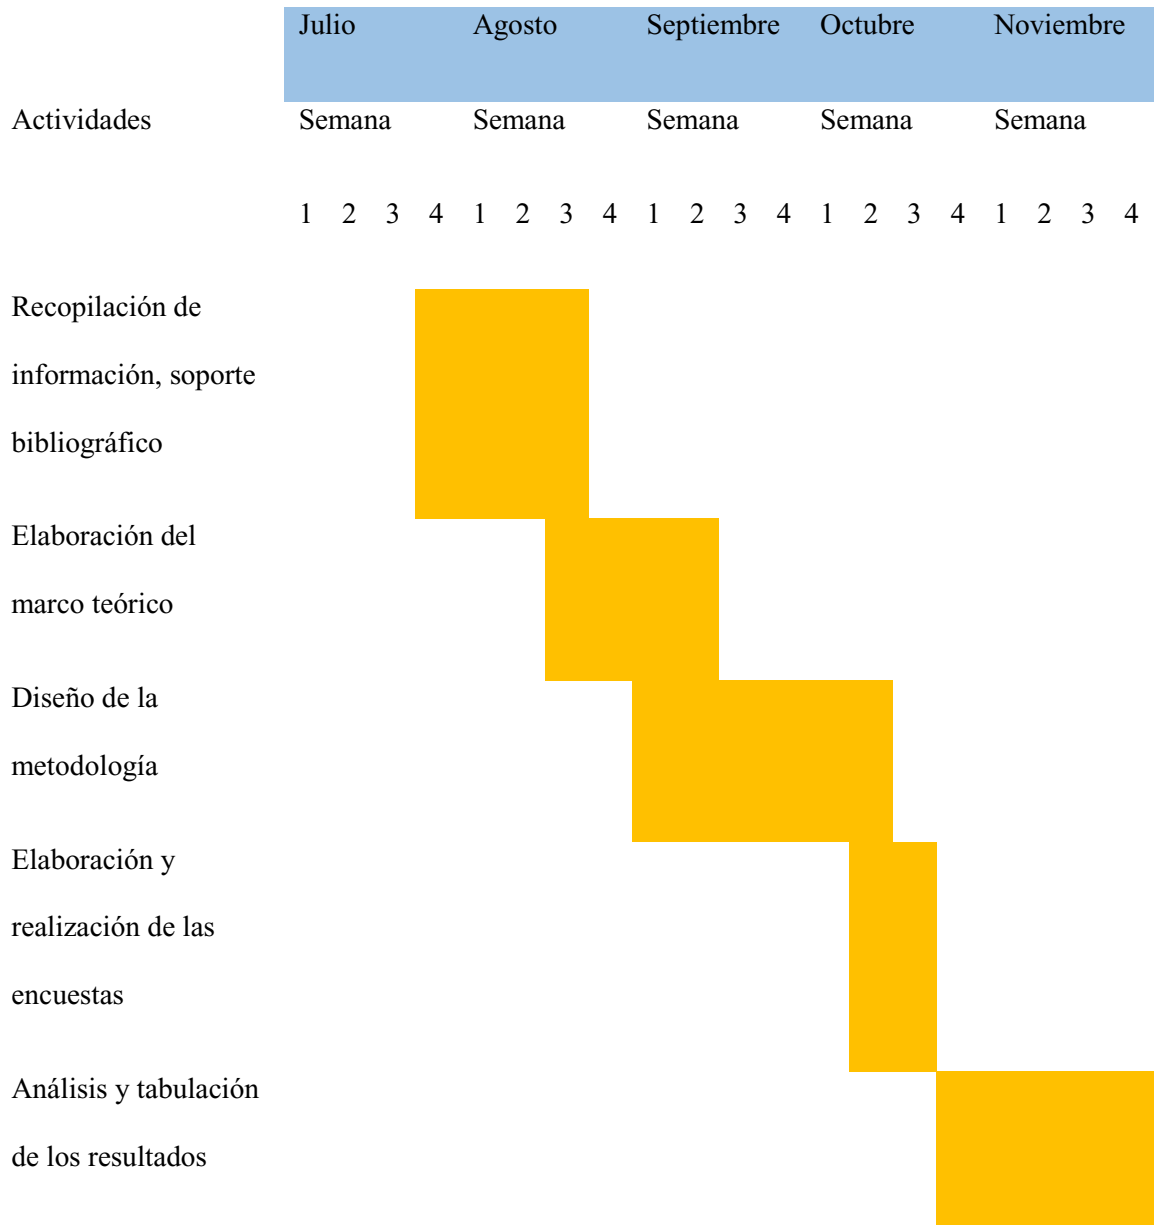 Julio Agosto Septiembre Octubre Noviembre
Actividades Semana Semana Semana Semana Semana
1 2 3 4 1 2 3 4 1 2 3 4 1 2 3 4 1 2 3 4
Recopilación de
información, soporte
bibliográfico
Elaboración del
marco teórico
Diseño de la
metodología
Elaboración y
realización de las
encuestas
Análisis y tabulación
de los resultados